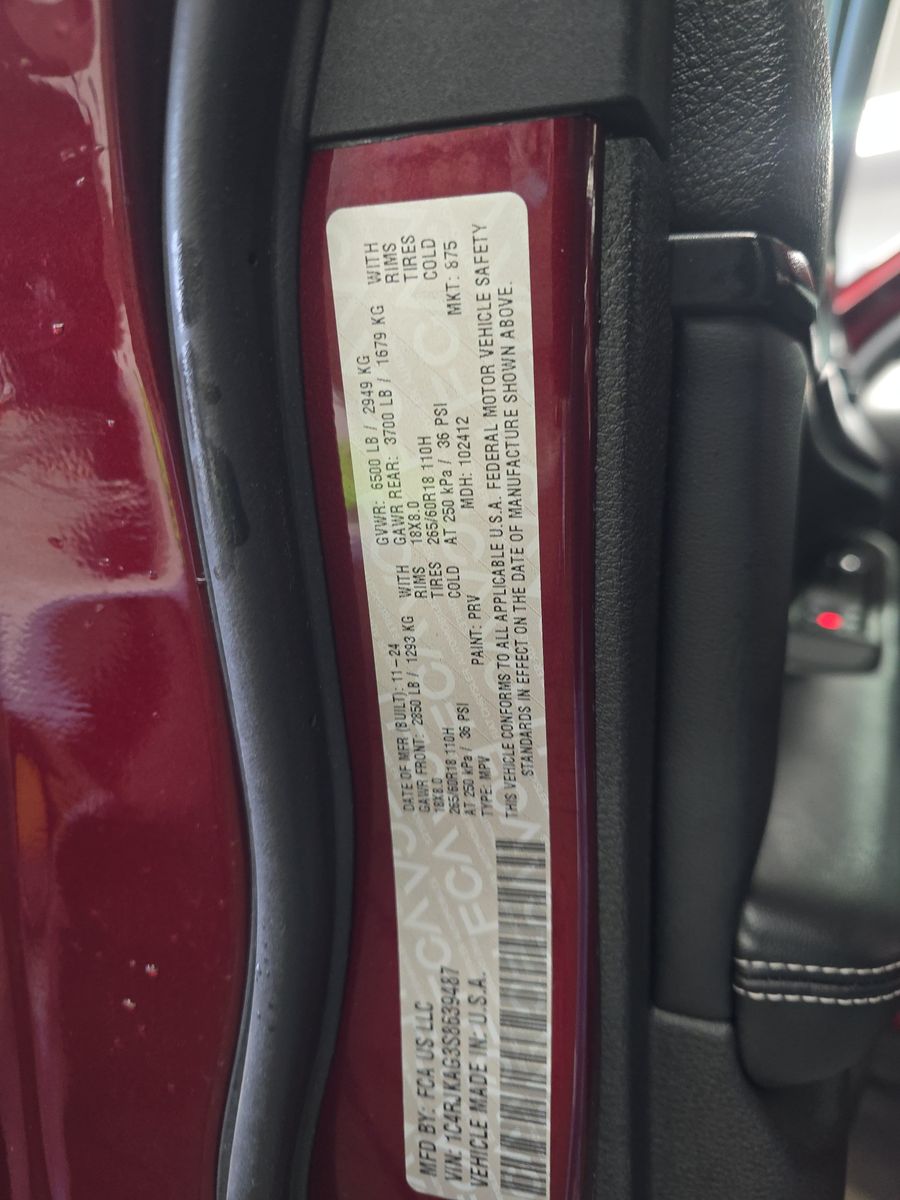 MFD BY: FCA US LLC
DATE OF MFR (BUILT): 11-24 GVWR: 6500 LB / 2949 KG
GAWR FRONT: 2850 LB / 1293 KG WITH GAWR REAR: 3700 LB / 1679 KG WITH
18X8.0 RIMS 18X8.0 RIMS
265/60R18 110H TIRES 265/60R18 110H TIRES
AT 250 kPa / 36 PSI COLD AT 250 kPa / 36 PSI COLD
VIN: 1C4RJKAG3S8639487
TYPE: MPV PAINT: PRV MDH: 102412 MKT: 875
VEHICLE MADE IN: U.S.A.
THIS VEHICLE CONFORMS TO ALL APPLICABLE U.S.A. FEDERAL MOTOR VEHICLE SAFETY
STANDARDS IN EFFECT ON THE DATE OF MANUFACTURE SHOWN ABOVE.